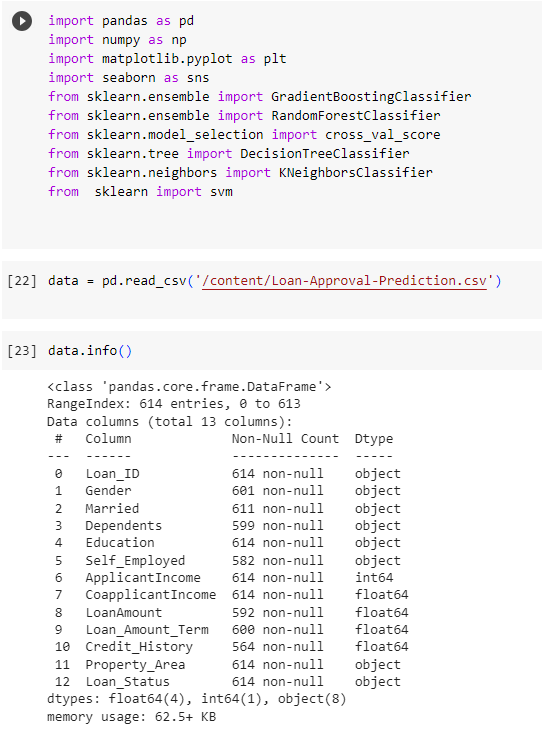 import pandas as pd
import numpy as np
import matplotlib.pyplot as plt
import seaborn as sns
from sklearn.ensemble import GradientBoostingClassifier
from sklearn.ensemble import RandomForestClassifier
from sklearn.model_selection import cross_val_score
from sklearn.tree import DecisionTreeClassifier
from sklearn.neighbors import KNeighborsClassifier
from  sklearn import svm
[22] data = pd.read_csv('/content/Loan-Approval-Prediction.csv')
[23] data.info()
<class 'pandas.core.frame.DataFrame'>
RangeIndex: 614 entries, 0 to 613
Data columns (total 13 columns):
 #   Column             Non-Null Count  Dtype
---  ------             --------------  -----
 0   Loan_ID            614 non-null    object
 1   Gender             601 non-null    object
 2   Married            611 non-null    object
 3   Dependents         599 non-null    object
 4   Education          614 non-null    object
 5   Self_Employed      582 non-null    object
 6   ApplicantIncome    614 non-null    int64
 7   CoapplicantIncome  614 non-null    float64
 8   LoanAmount         592 non-null    float64
 9   Loan_Amount_Term   600 non-null    float64
 10  Credit_History     564 non-null    float64
 11  Property_Area      614 non-null    object
 12  Loan_Status        614 non-null    object
dtypes: float64(4), int64(1), object(8)
memory usage: 62.5+ KB